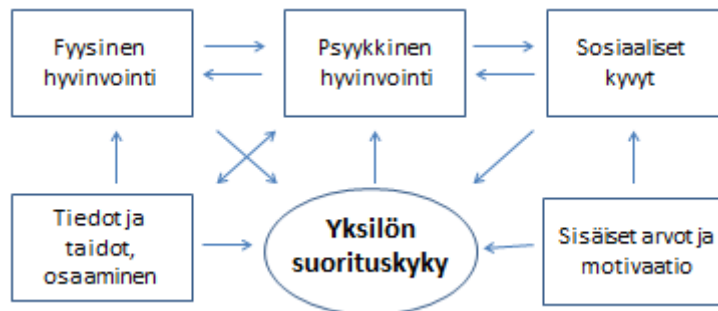 Fyysinen
hyvinvointi
Psyykkinen
hyvinvointi
Sosiaaliset
kyvyt
Tiedot ja
taidot,
osaaminen
Yksilön
suorituskyky
Sisäiset arvot ja
motivaatio